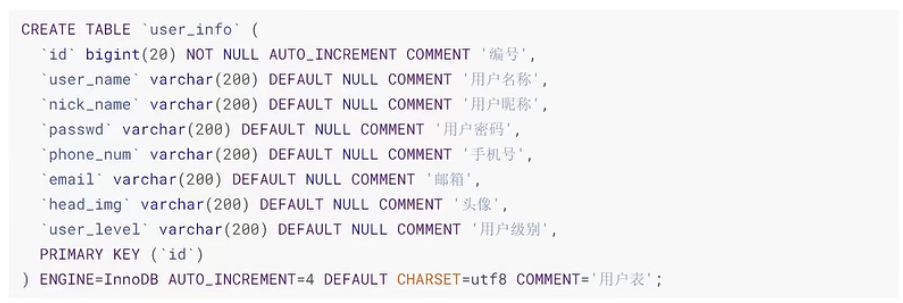 CREATE TABLE `user_info` (
  `id` bigint(20) NOT NULL AUTO_INCREMENT COMMENT '编号',
  `user_name` varchar(200) DEFAULT NULL COMMENT '用户名称',
  `nick_name` varchar(200) DEFAULT NULL COMMENT '用户昵称',
  `passwd` varchar(200) DEFAULT NULL COMMENT '用户密码',
  `phone_num` varchar(200) DEFAULT NULL COMMENT '手机号',
  `email` varchar(200) DEFAULT NULL COMMENT '邮箱',
  `head_img` varchar(200) DEFAULT NULL COMMENT '头像',
  `user_level` varchar(200) DEFAULT NULL COMMENT '用户级别',
  PRIMARY KEY (`id`)
) ENGINE=InnoDB AUTO_INCREMENT=4 DEFAULT CHARSET=utf8 COMMENT='用户表';